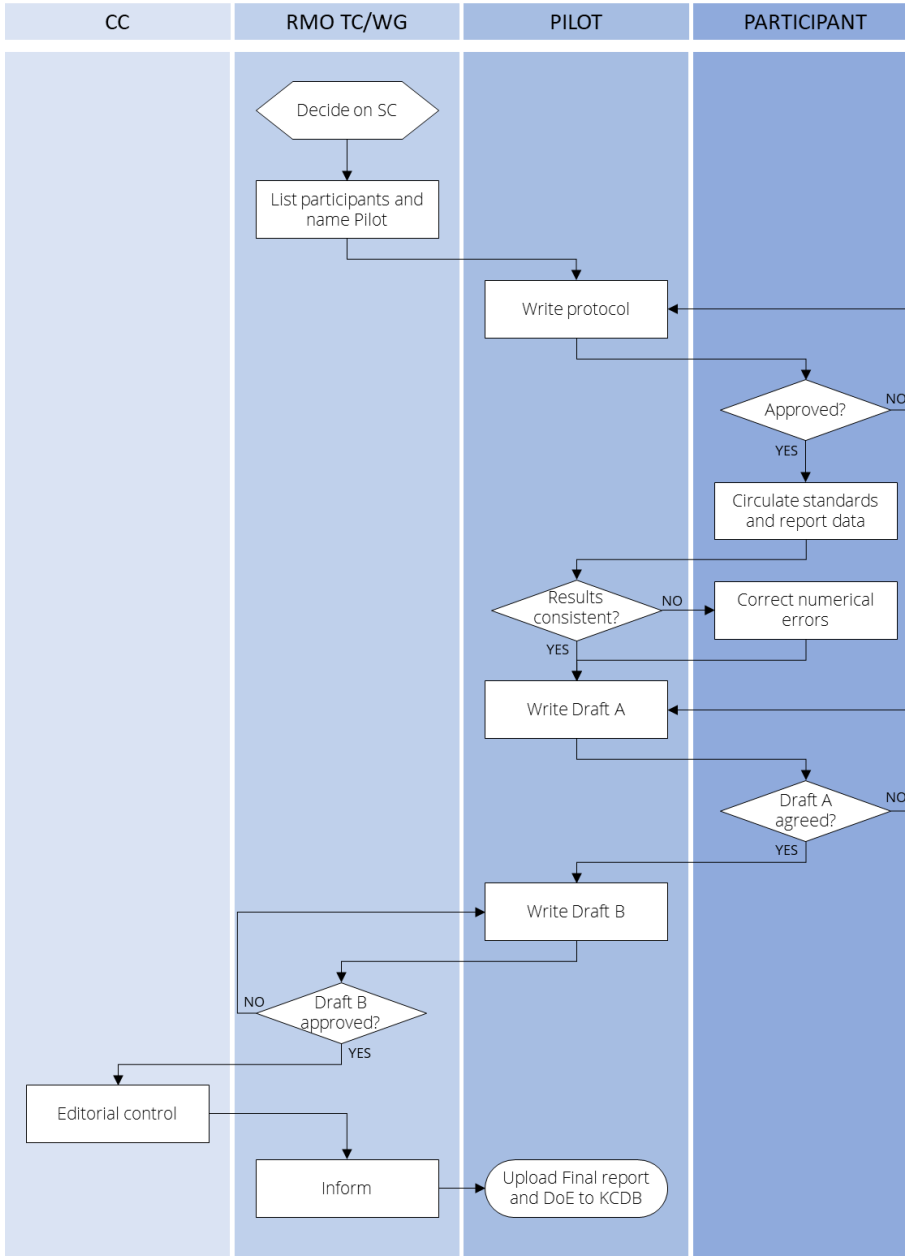 CC
RMO TC/WG
PILOT
PARTICIPANT
Decide on SC
List participants and
name Pilot
Write protocol
Approved?
NO
YES
Circulate standards
and report data
Results
consistent?
NO
Correct numerical
errors
YES
Write Draft A
Draft A
agreed?
NO
YES
Write Draft B
Draft B
approved?
NO
YES
Editorial control
Inform
Upload Final report
and DoE to KCDB